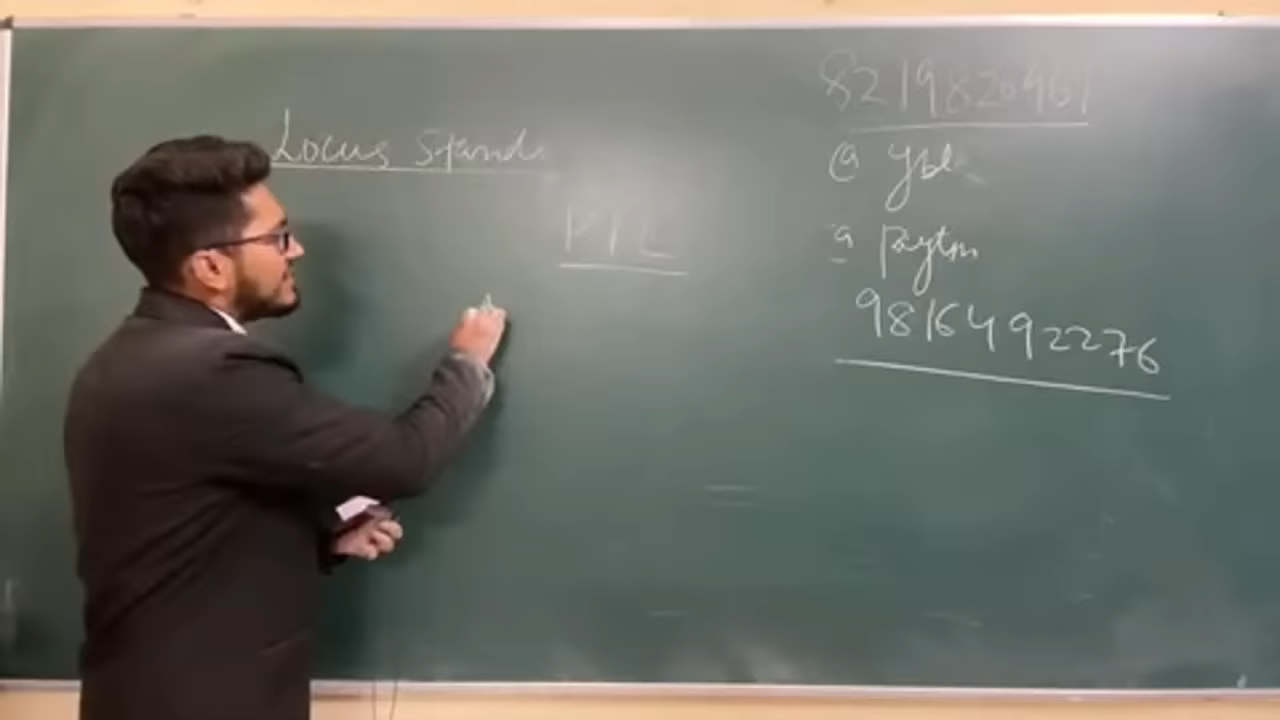 Locus Standi
PIL
8219820961
@ ybl
a paytm
9816492276